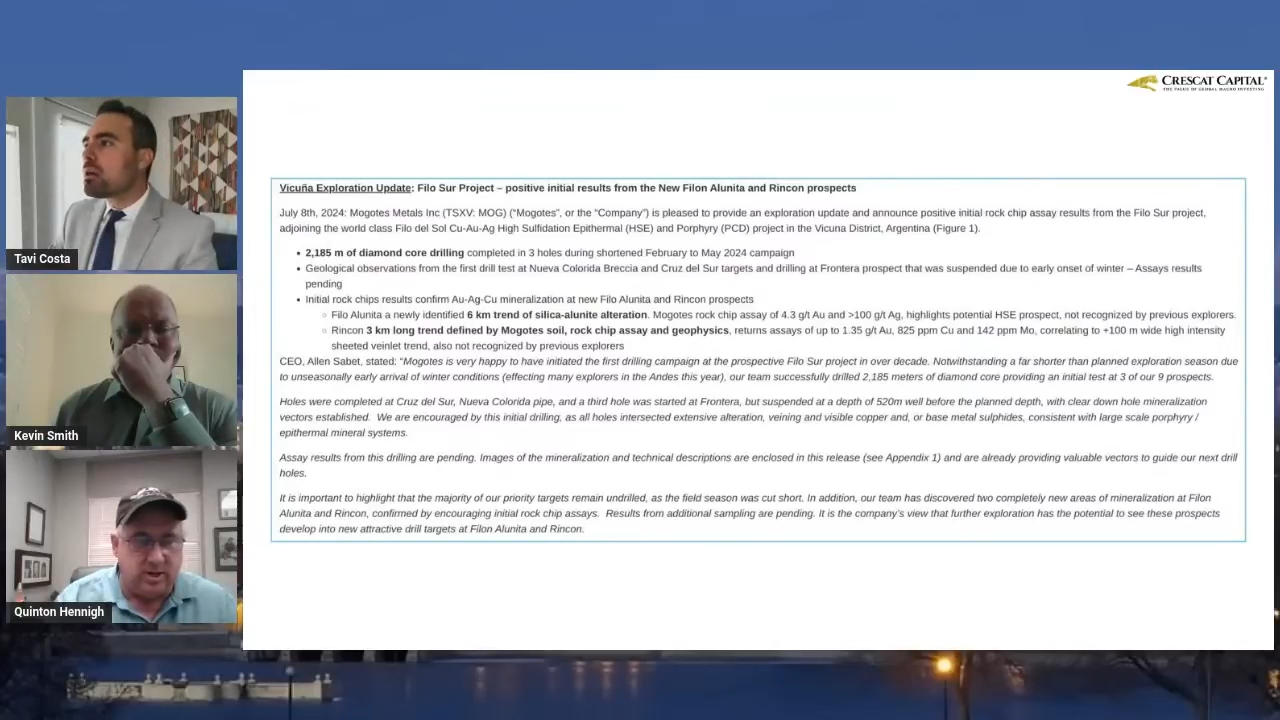 CRESCAT CAPITAL®
THE VALUE OF GLOBAL MACRO INVESTING
Vicuña Exploration Update: Filo Sur Project – positive initial results from the New Filon Alunita and Rincon prospects
July 8th, 2024: Mogotes Metals Inc (TSXV: MOG) (“Mogotes”, or the “Company”) is pleased to provide an exploration update and announce positive initial rock chip assay results from the Filo Sur project,
adjoining the world class Filo del Sol Cu-Au-Ag High Sulfidation Epithermal (HSE) and Porphyry (PCD) project in the Vicuna District, Argentina (Figure 1).
• 2,185 m of diamond core drilling completed in 3 holes during shortened February to May 2024 campaign
• Geological observations from the first drill test at Nueva Colorida Breccia and Cruz del Sur targets and drilling at Frontera prospect that was suspended due to early onset of winter – Assays results
pending
• Initial rock chips results confirm Au-Ag-Cu mineralization at new Filo Alunita and Rincon prospects
○ Filo Alunita a newly identified 6 km trend of silica-alunite alteration. Mogotes rock chip assay of 4.3 g/t Au and >100 g/t Ag, highlights potential HSE prospect, not recognized by previous explorers.
○ Rincon 3 km long trend defined by Mogotes soil, rock chip assay and geophysics, returns assays of up to 1.35 g/t Au, 825 ppm Cu and 142 ppm Mo, correlating to +100 m wide high intensity
sheeted veinlet trend, also not recognized by previous explorers
CEO, Allen Sabet, stated: “Mogotes is very happy to have initiated the first drilling campaign at the prospective Filo Sur project in over decade. Notwithstanding a far shorter than planned exploration season due
to unseasonally early arrival of winter conditions (effecting many explorers in the Andes this year), our team successfully drilled 2,185 meters of diamond core providing an initial test at 3 of our 9 prospects.
Holes were completed at Cruz del Sur, Nueva Colorida pipe, and a third hole was started at Frontera, but suspended at a depth of 520m well before the planned depth, with clear down hole mineralization
vectors established. We are encouraged by this initial drilling, as all holes intersected extensive alteration, veining and visible copper and, or base metal sulphides, consistent with large scale porphyry /
epithermal mineral systems.
Assay results from this drilling are pending. Images of the mineralization and technical descriptions are enclosed in this release (see Appendix 1) and are already providing valuable vectors to guide our next drill
holes.
It is important to highlight that the majority of our priority targets remain undrilled, as the field season was cut short. In addition, our team has discovered two completely new areas of mineralization at Filon
Alunita and Rincon, confirmed by encouraging initial rock chip assays. Results from additional sampling are pending. It is the company’s view that further exploration has the potential to see these prospects
develop into new attractive drill targets at Filon Alunita and Rincon.
Tavi Costa
Kevin Smith
Quinton Hennigh